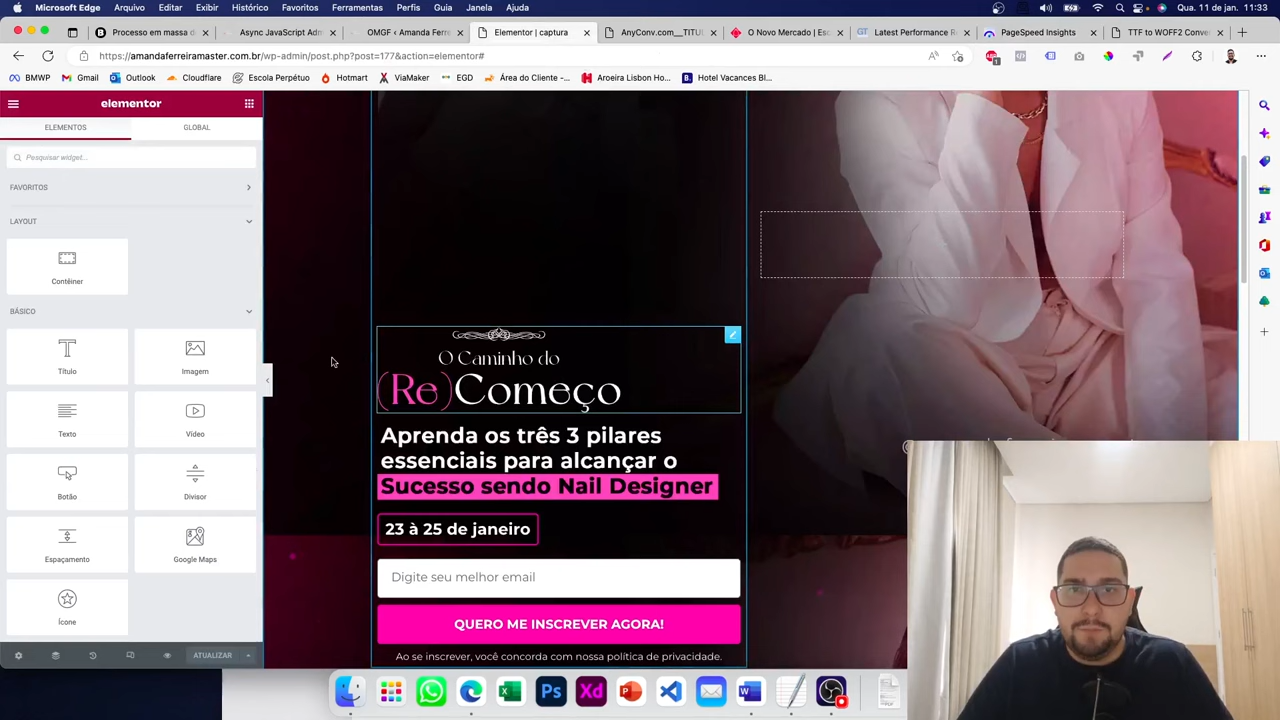 Microsoft Edge Arquivo Editar Exibir Histórico Favoritos Ferramentas Perfis Guia Janela Ajuda
Qua. 11 de jan. 11:33
Processo em massa d
Async JavaScript Adm
OMGF ‹ Amanda Ferre
Elementor | captura
AnyConv.com__TITUL
O Novo Mercado | Esc
Latest Performance Re
PageSpeed Insights
TTF to WOFF2 Conver
https://amandaferreiramaster.com.br/wp-admin/post.php?post=177&action=elementor#
BMWP
Gmail
Outlook
Cloudflare
Escola Perpétuo
Hotmart
ViaMaker
EGD
Área do Cliente -...
Aroeira Lisbon Ho...
Hotel Vacances Bl...
elementor
ELEMENTOS
GLOBAL
Pesquisar widget...
FAVORITOS
LAYOUT
Contêiner
BÁSICO
Título
Imagem
Texto
Vídeo
Botão
Divisor
Espaçamento
Google Maps
Ícone
ATUALIZAR
O Caminho do
(Re)Começo
Aprenda os três 3 pilares
essenciais para alcançar o
Sucesso sendo Nail Designer
23 à 25 de janeiro
Digite seu melhor email
QUERO ME INSCREVER AGORA!
Ao se inscrever, você concorda com nossa política de privacidade.